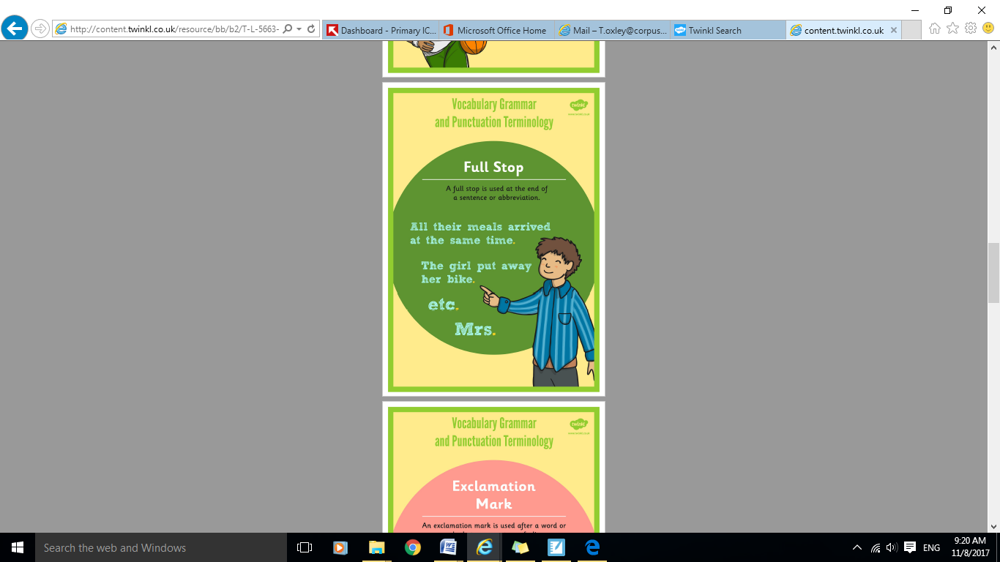 http://content.twinkl.co.uk/resource/bb/b2/T-L-5663-
Dashboard - Primary IC...
Microsoft Office Home
Mail – T.oxley@corpus...
Twinkl Search
content.twinkl.co.uk
Vocabulary Grammar
and Punctuation Terminology
twinkl
www.twinkl.co.uk
Full Stop
A full stop is used at the end of
a sentence or abbreviation.
All their meals arrived
at the same time.
The girl put away
her bike.
etc.
Mrs.
Vocabulary Grammar
and Punctuation Terminology
twinkl
www.twinkl.co.uk
Exclamation
Mark
An exclamation mark is used after a word or
Search the web and Windows
ENG
9:20 AM
11/8/2017